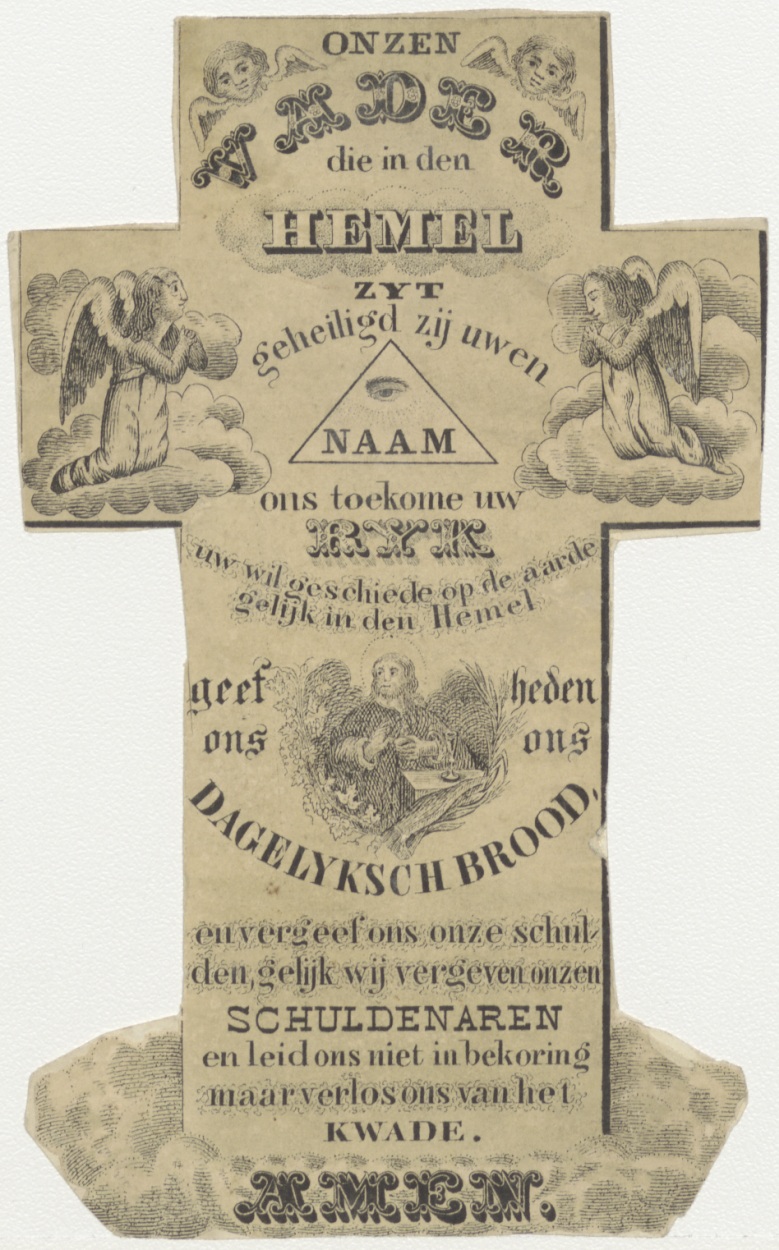 ONZEN
WADER
die in den
HEMEL
ZYT
geheiligd zij uwen
NAAM
ons toekome uw
RYK
uw wil geschiede op de aarde
gelijk in den Hemel
geef heden
ons ons
DAGELYKSCH BROOD,
en vergeef ons onze schul-
den, gelijk wij vergeven onzen
SCHULDENAREN
en leid ons niet in bekoring
maar verlos ons van het
KWADE.
AMEN.